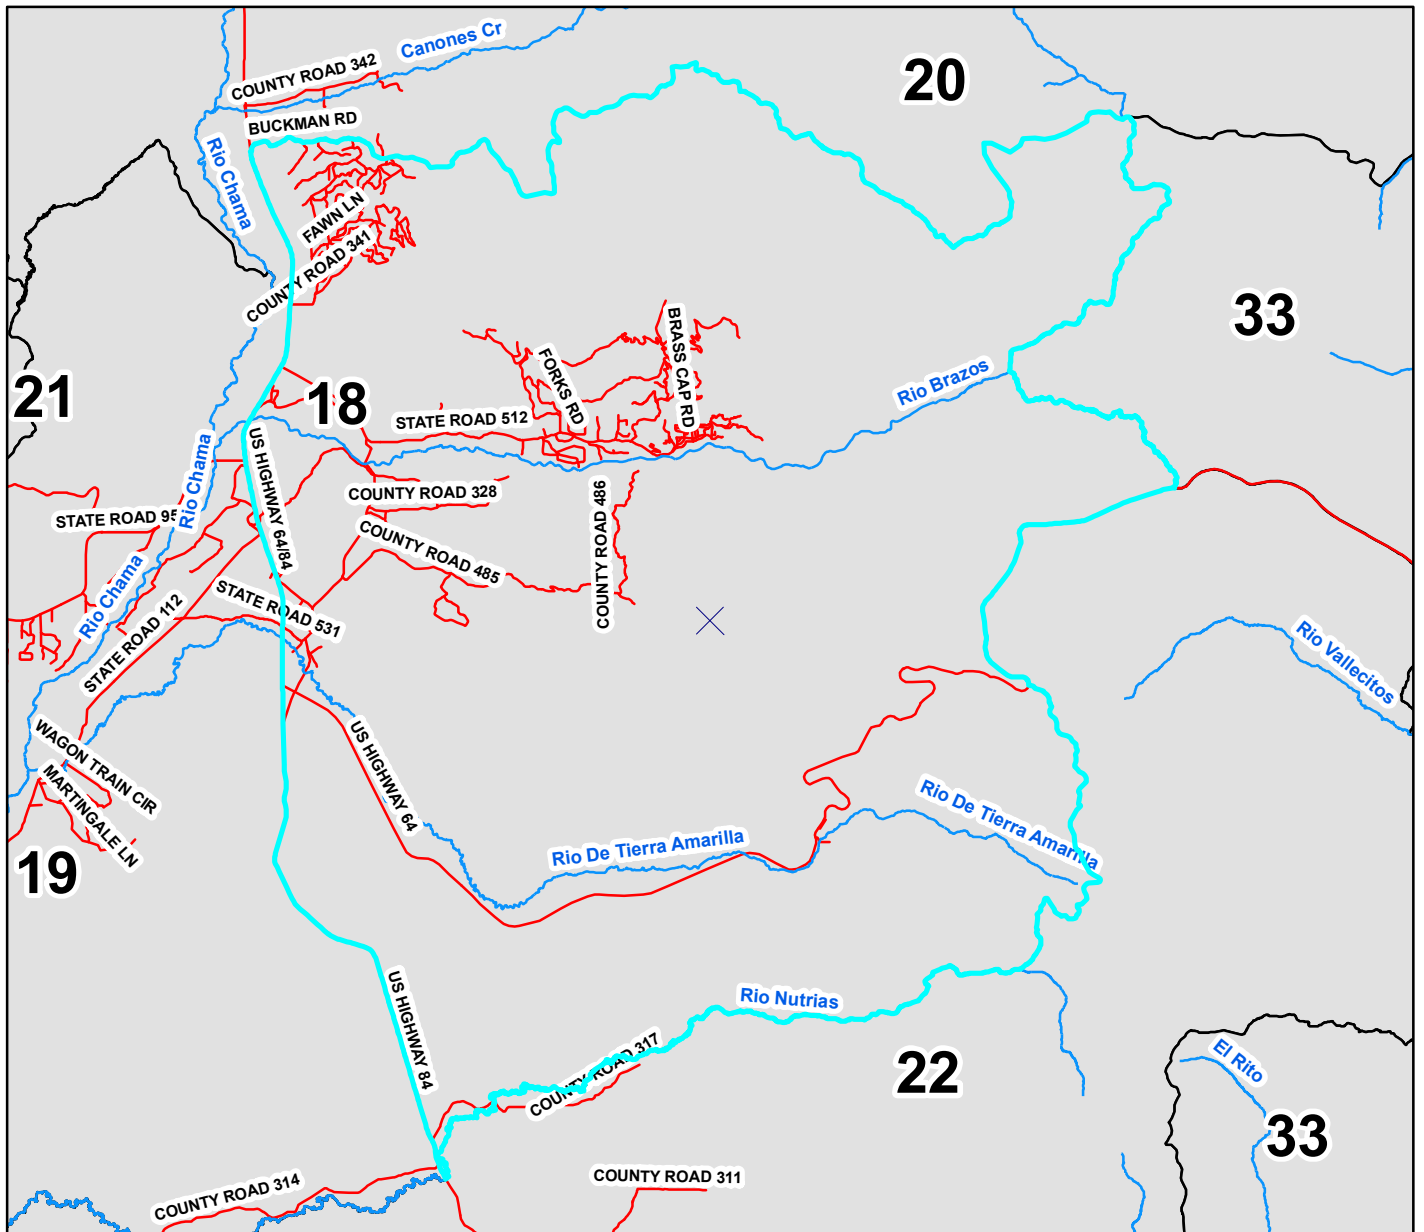 Canones Cr
COUNTY ROAD 342
20
BUCKMAN RD
Rio Chama
FAWN LN
COUNTY ROAD 341
33
BRASS CAP RD
FORKS RD
Rio Brazos
21
18
STATE ROAD 512
US HIGHWAY 64/84
Rio Chama
COUNTY ROAD 328
COUNTY ROAD 486
STATE ROAD 95
COUNTY ROAD 485
Rio Chama
STATE ROAD 531
STATE ROAD 112
Rio Vallecitos
WAGON TRAIN CIR
US HIGHWAY 64
MARTINGALE LN
Rio De Tierra Amarilla
Rio De Tierra Amarilla
19
US HIGHWAY 84
Rio Nutrias
COUNTY ROAD 317
22
El Rito
33
COUNTY ROAD 311
COUNTY ROAD 314